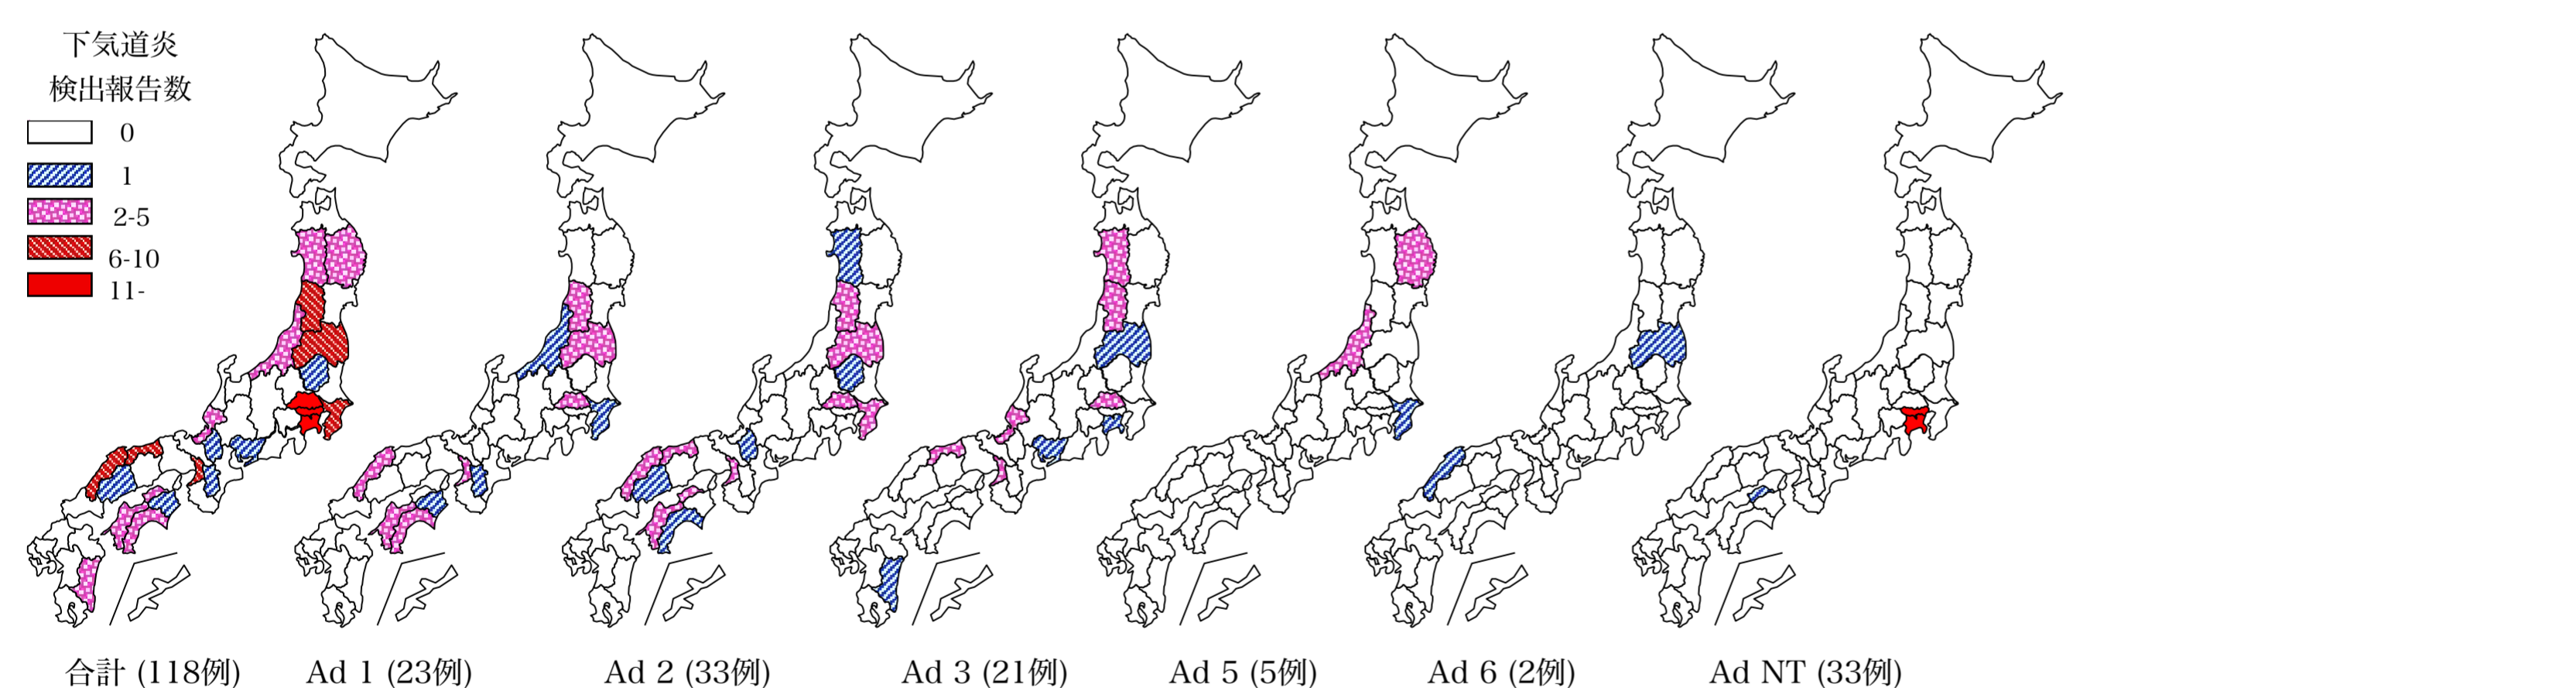 下気道炎
検出報告数
0
1
2-5
6-10
11-
合計 (118例)
Ad 1 (23例)
Ad 2 (33例)
Ad 3 (21例)
Ad 5 (5例)
Ad 6 (2例)
Ad NT (33例)